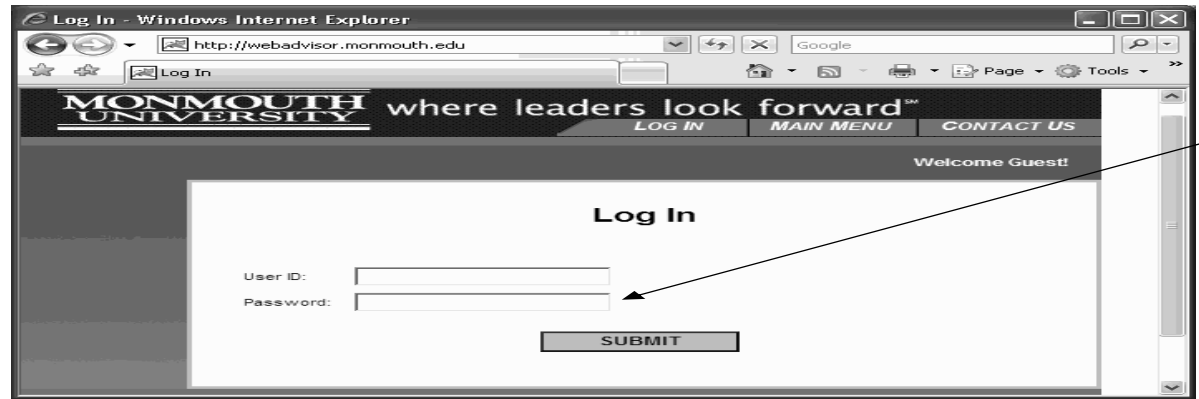 Log In - Windows Internet Explorer
http://webadvisor.monmouth.edu
Google
Log In
Page
Tools
MONMOUTH
UNIVERSITY
where leaders look forward℠
LOG IN MAIN MENU CONTACT US
Welcome Guest!
Log In
User ID:
Password:
SUBMIT